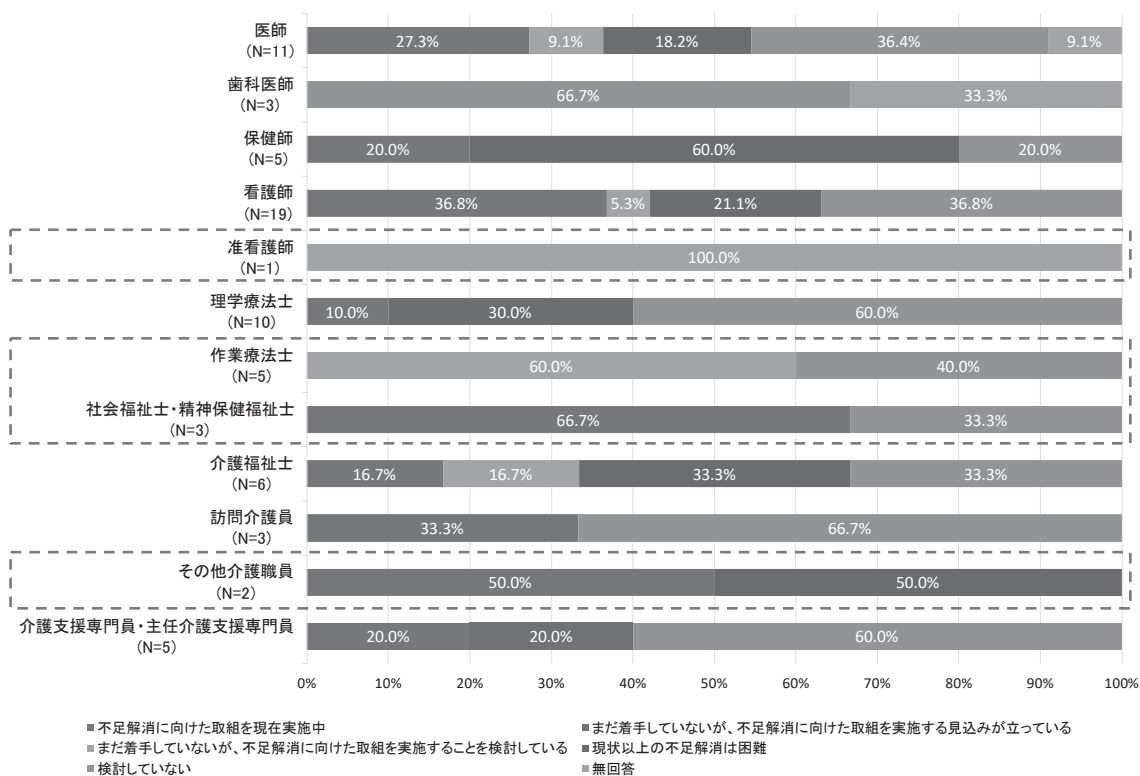 医師
(N=11)
27.3%
9.1%
18.2%
36.4%
9.1%
歯科医師
(N=3)
66.7%
33.3%
保健師
(N=5)
20.0%
60.0%
20.0%
看護師
(N=19)
36.8%
5.3%
21.1%
36.8%
准看護師
(N=1)
100.0%
理学療法士
(N=10)
10.0%
30.0%
60.0%
作業療法士
(N=5)
60.0%
40.0%
社会福祉士・精神保健福祉士
(N=3)
66.7%
33.3%
介護福祉士
(N=6)
16.7%
16.7%
33.3%
33.3%
訪問介護員
(N=3)
33.3%
66.7%
その他介護職員
(N=2)
50.0%
50.0%
介護支援専門員・主任介護支援専門員
(N=5)
20.0%
20.0%
60.0%
0% 10% 20% 30% 40% 50% 60% 70% 80% 90% 100%
不足解消に向けた取組を現在実施中
まだ着手していないが、不足解消に向けた取組を実施する見込みが立っている
まだ着手していないが、不足解消に向けた取組を実施することを検討している
現状以上の不足解消は困難
検討していない
無回答